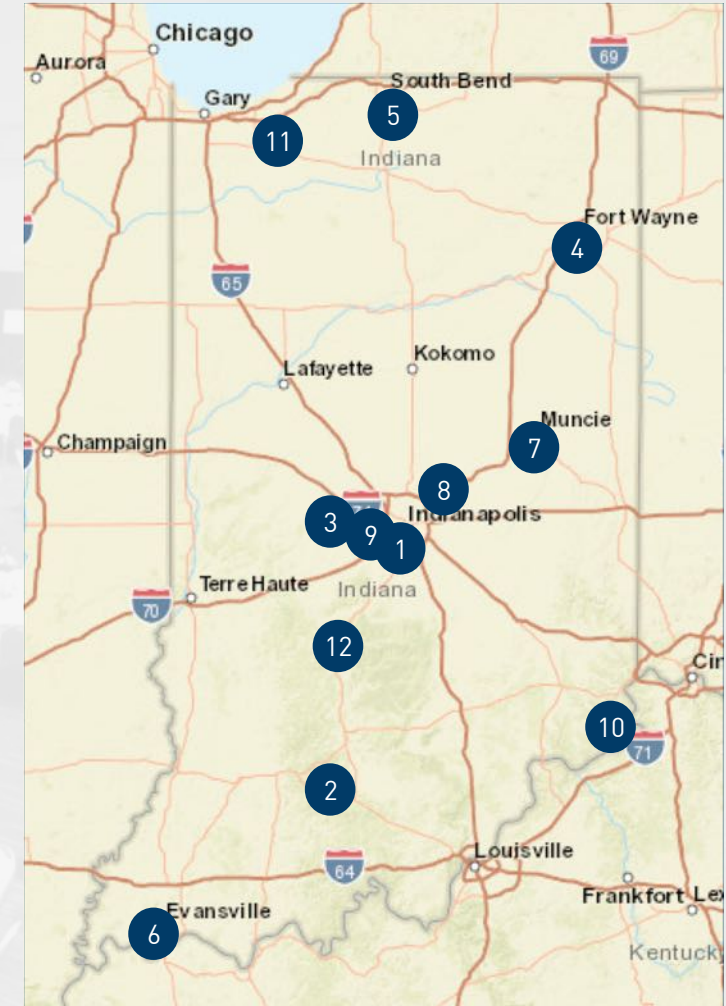 Chicago
Aurora
69
South Bend
Gary
5
11
Indiana
Fort Wayne
4
65
Kokomo
Lafayette
Muncie
Champaign
7
8
Indianapolis
3
9
1
Terre Haute
Indiana
70
12
Cin
10
71
2
Louisville
64
Frankfort
Lex
Evansville
6
Kentuck